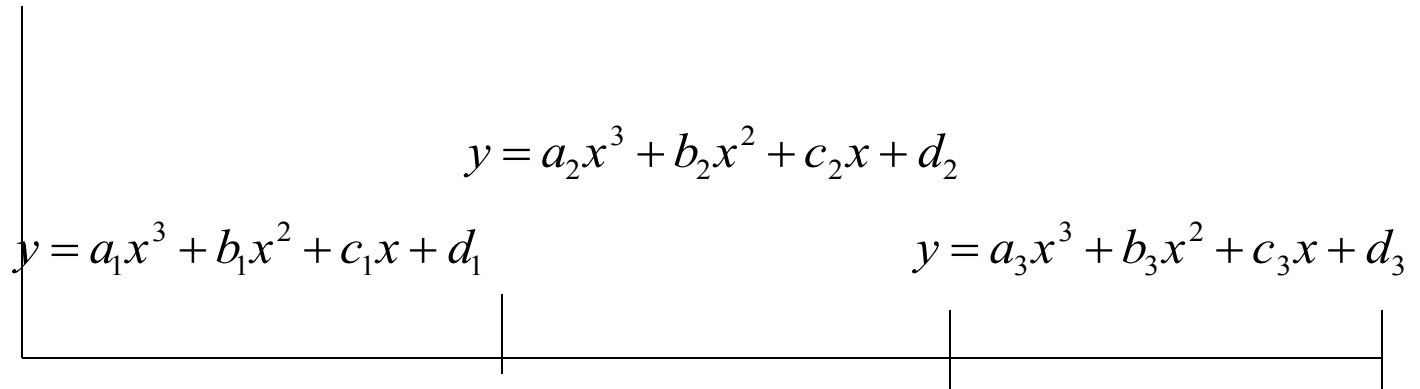 y = a₂x³ + b₂x² + c₂x + d₂
y = a₁x³ + b₁x² + c₁x + d₁
y = a₃x³ + b₃x² + c₃x + d₃